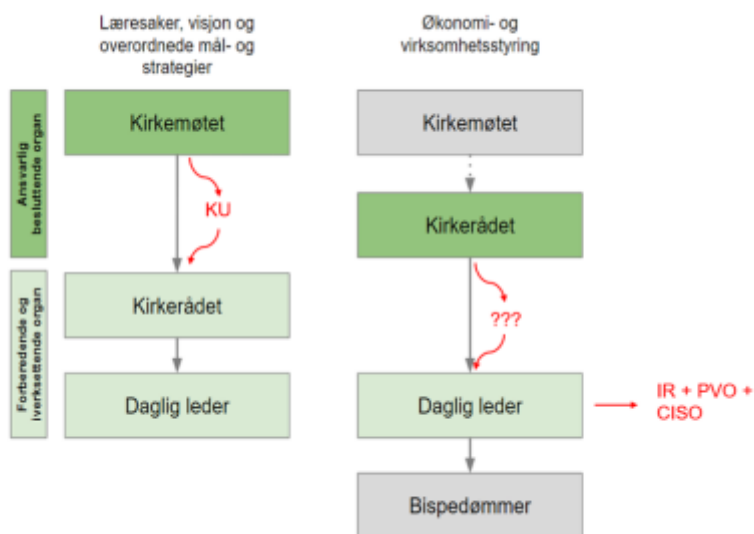 Læresaker, visjon og
overordnede mål- og
strategier
Økonomi- og
virksomhetsstyring
Ansvarlig
besluttende organ
Kirkemøtet
Kirkemøtet
KU
Kirkerådet
Forberedende og
iverksettende organ
Kirkerådet
???
Daglig leder
Daglig leder
IR + PVO +
CISO
Bispedømmer